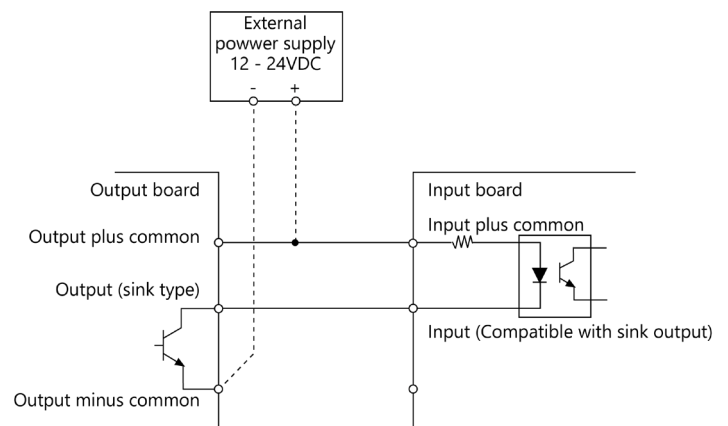 External
powwer supply
12 - 24VDC
- +
Output board
Input board
Output plus common
Input plus common
Output (sink type)
Input (Compatible with sink output)
Output minus common